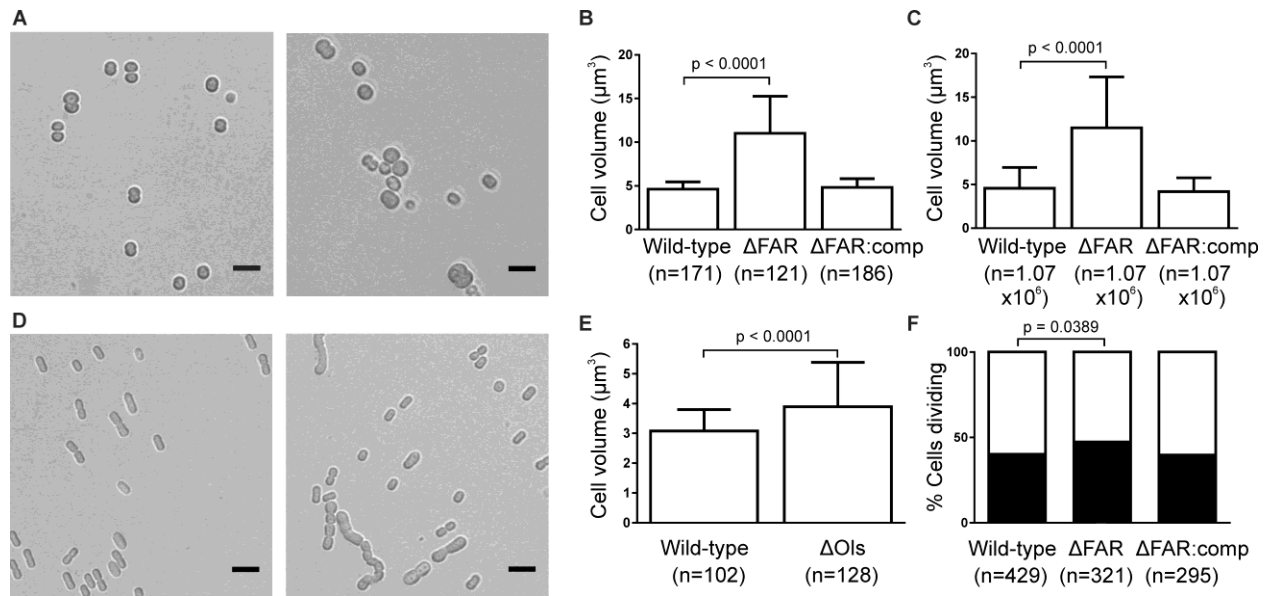 A
B
Cell volume (µm³)
20
15
10
5
0
p < 0.0001
Wild-type ΔFAR ΔFAR:comp
(n=171) (n=121) (n=186)
C
Cell volume (µm³)
20
15
10
5
0
p < 0.0001
Wild-type ΔFAR ΔFAR:comp
(n=1.07 (n=1.07 (n=1.07
x10⁶) x10⁶) x10⁶)
D
E
Cell volume (µm³)
6
5
4
3
2
1
0
p < 0.0001
Wild-type ΔOls
(n=102) (n=128)
F
% Cells dividing
100
50
0
p = 0.0389
Wild-type ΔFAR ΔFAR:comp
(n=429) (n=321) (n=295)